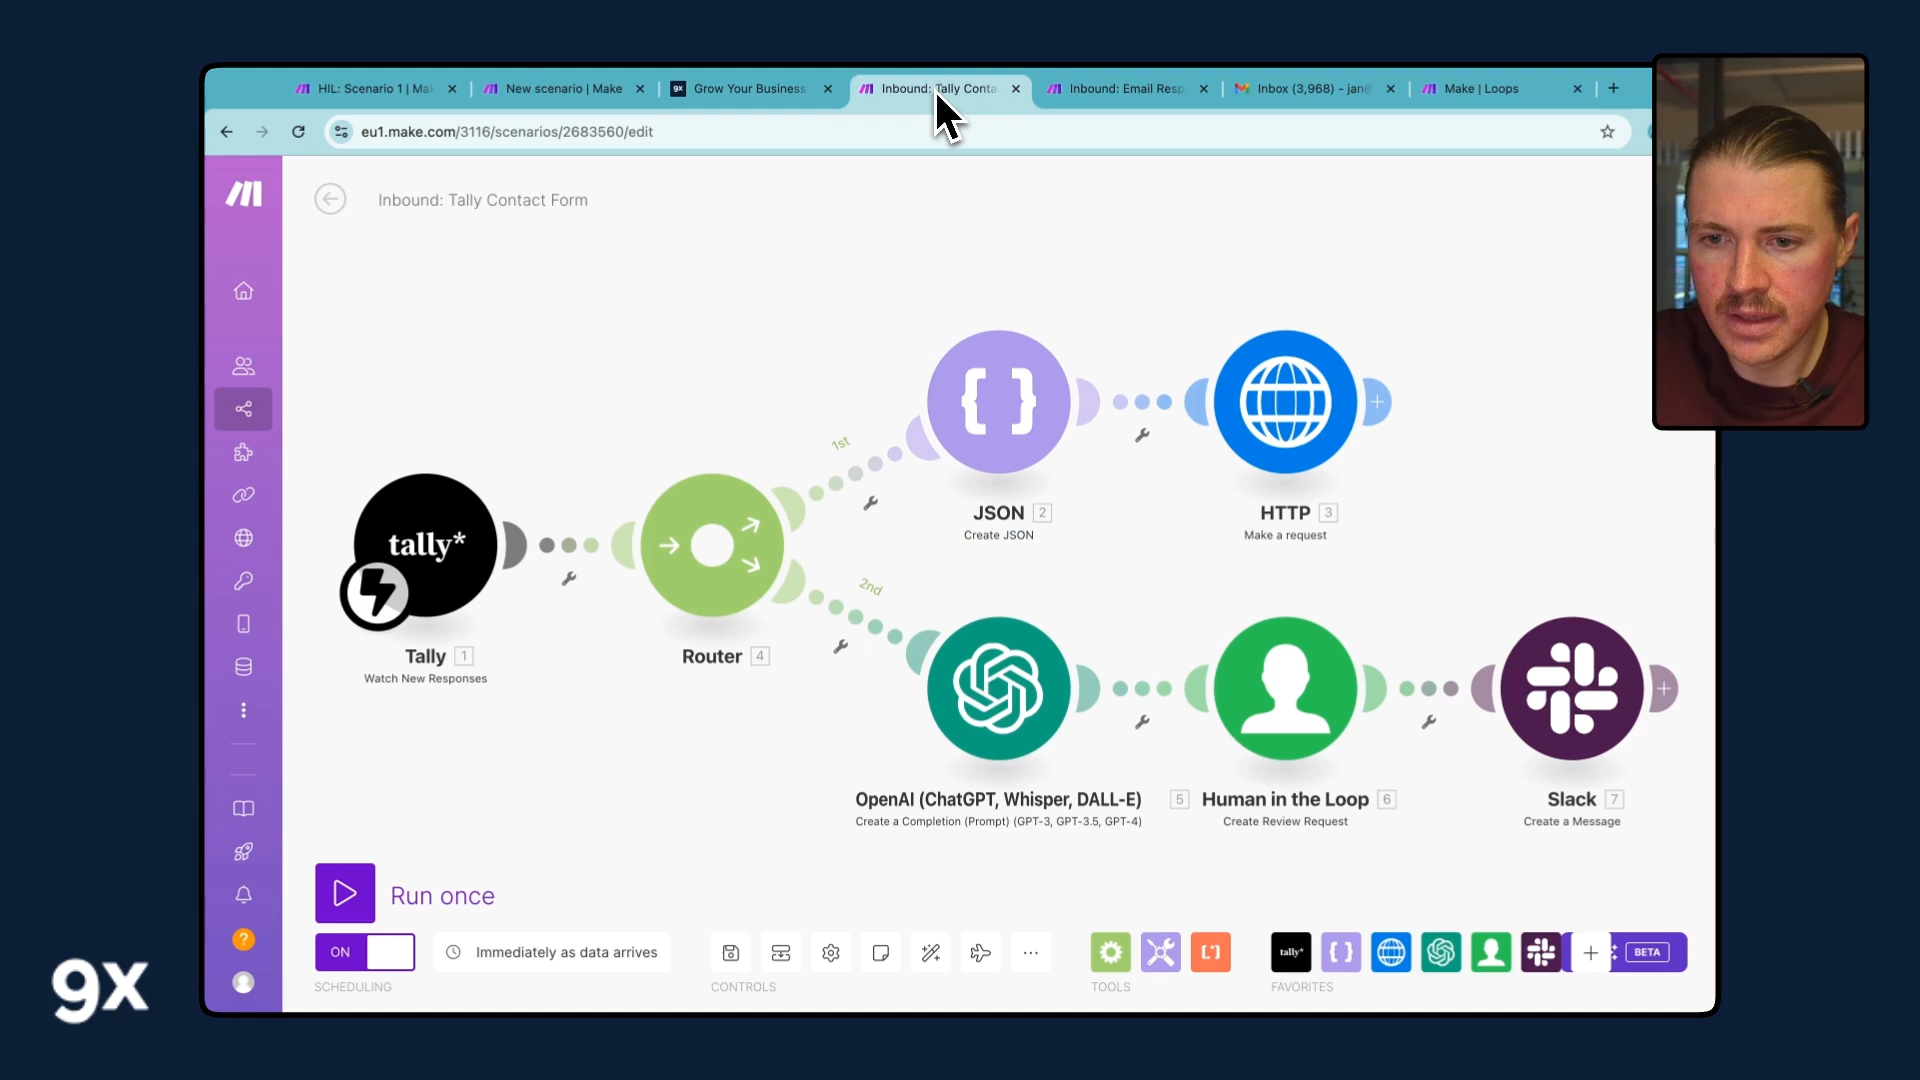 HIL: Scenario 1 | Ma
New scenario | Make
9x Grow Your Business
Inbound: Tally Conta
Inbound: Email Resp
Inbox (3,968) - jan@
Make | Loops
eu1.make.com/3116/scenarios/2683560/edit
Inbound: Tally Contact Form
1st
{ }
JSON 2
Create JSON
HTTP 3
Make a request
tally*
2nd
Tally 1
Watch New Responses
Router 4
OpenAI (ChatGPT, Whisper, DALL-E) 5
Create a Completion (Prompt) (GPT-3, GPT-3.5, GPT-4)
Human in the Loop 6
Create Review Request
Slack 7
Create a Message
Run once
ON
Immediately as data arrives
tally*
BETA
SCHEDULING
CONTROLS
TOOLS
FAVORITES
9x